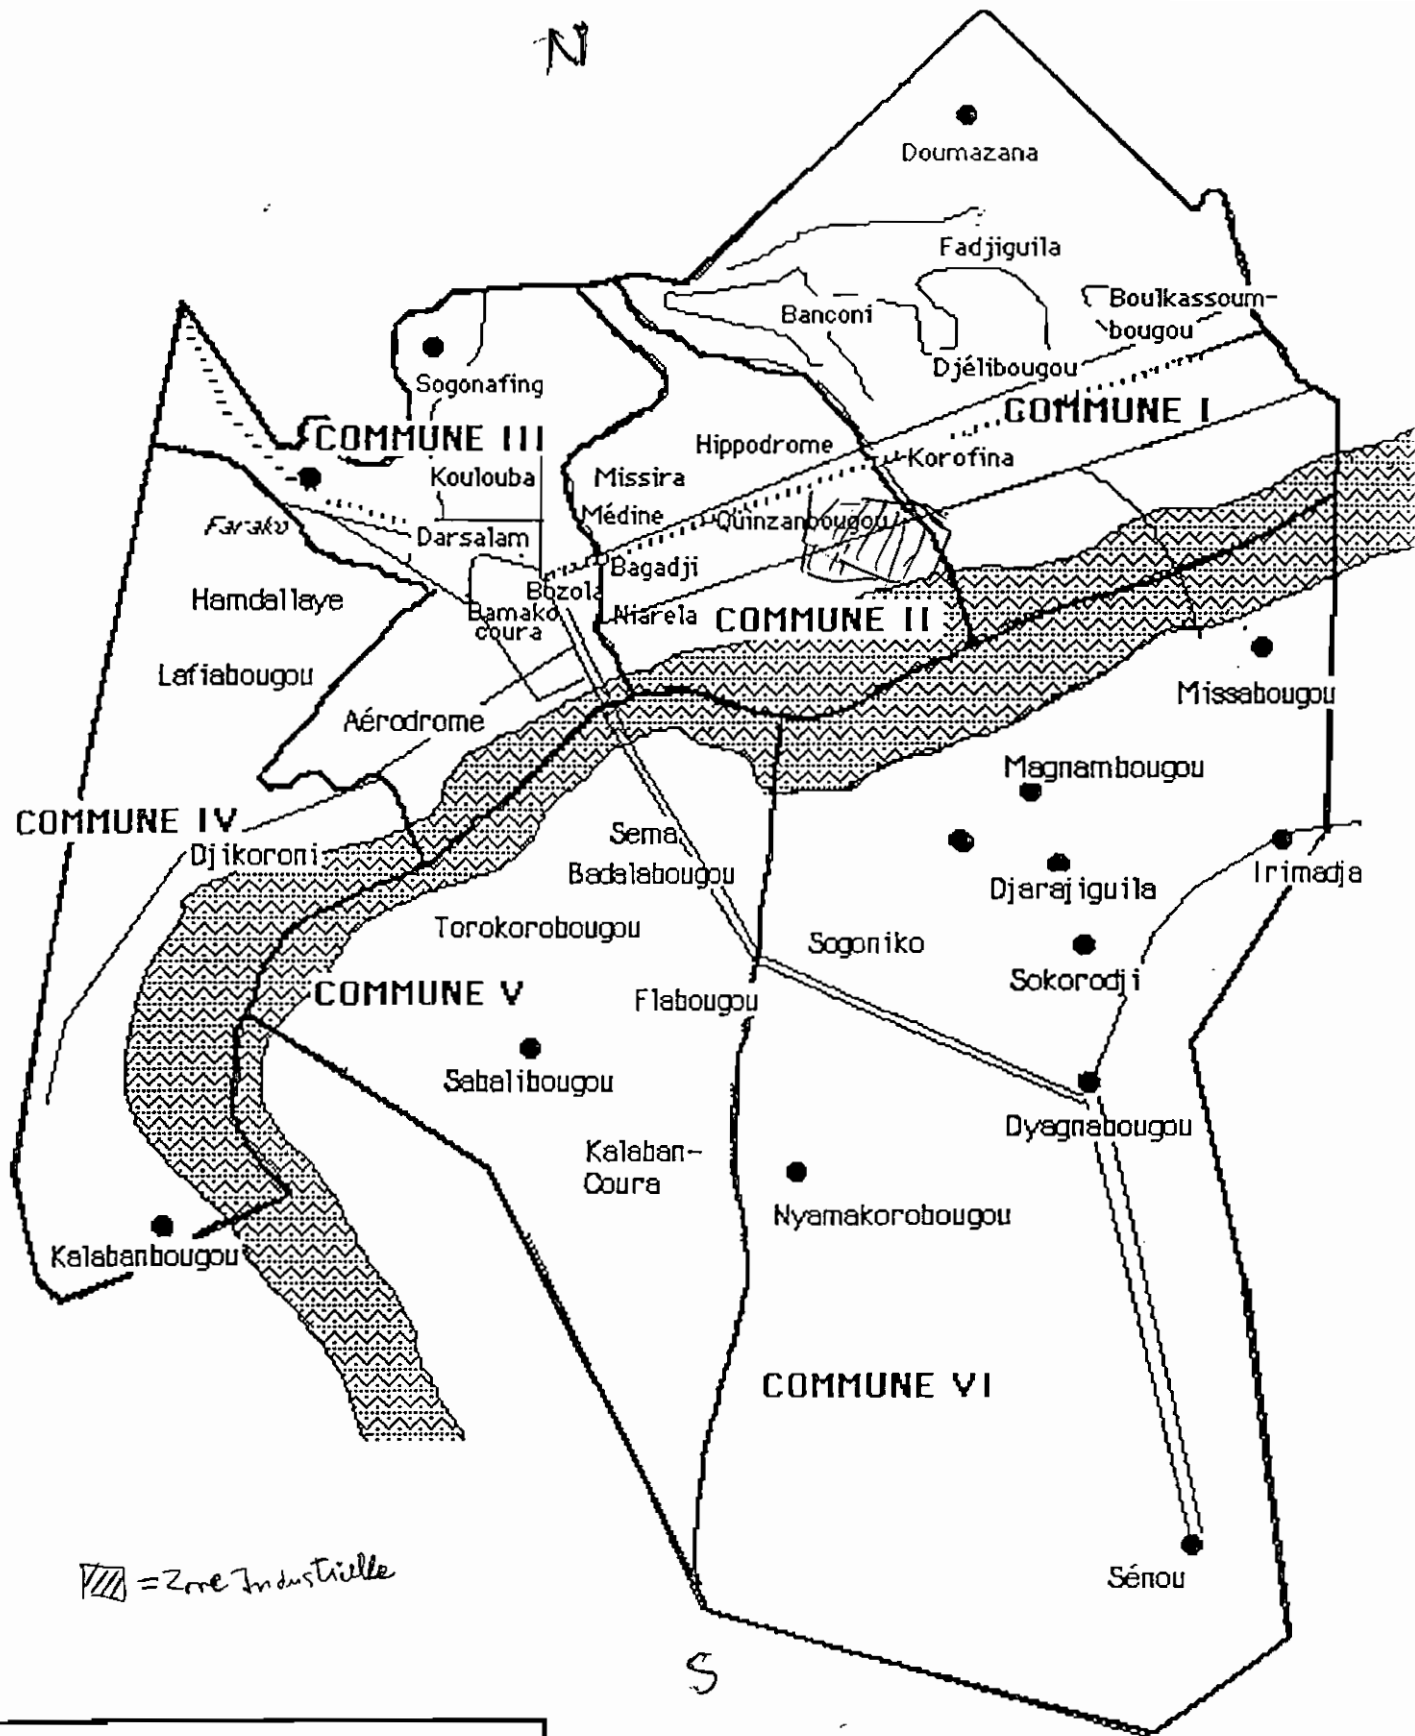 N
Doumazana
Fadjiguila
Boulkassoum-
bougou
Banconi
Djélibougou
Sogonafing
COMMUNE I
COMMUNE III
Hippodrome
Korofina
Koulouba
Missira
Farako
Médine
Quinzanbougou
Darsalam
Bagadji
Hamdallaye
Bozola
Bamako
coura
Niarela
COMMUNE II
Lafiabougou
Missabougou
Aérodrome
Magnambougou
COMMUNE IV
Djikoroni
Sema
Badalabougou
Djarajiguila
Irimadja
Torokorobougou
Sogoniko
Sokorodji
COMMUNE V
Flabougou
Sabalibougou
Dyagnabougou
Kalaban-
Coura
Nyamakorobougou
Kalabanbougou
COMMUNE VI
Sénou
= Zone Industrielle
S